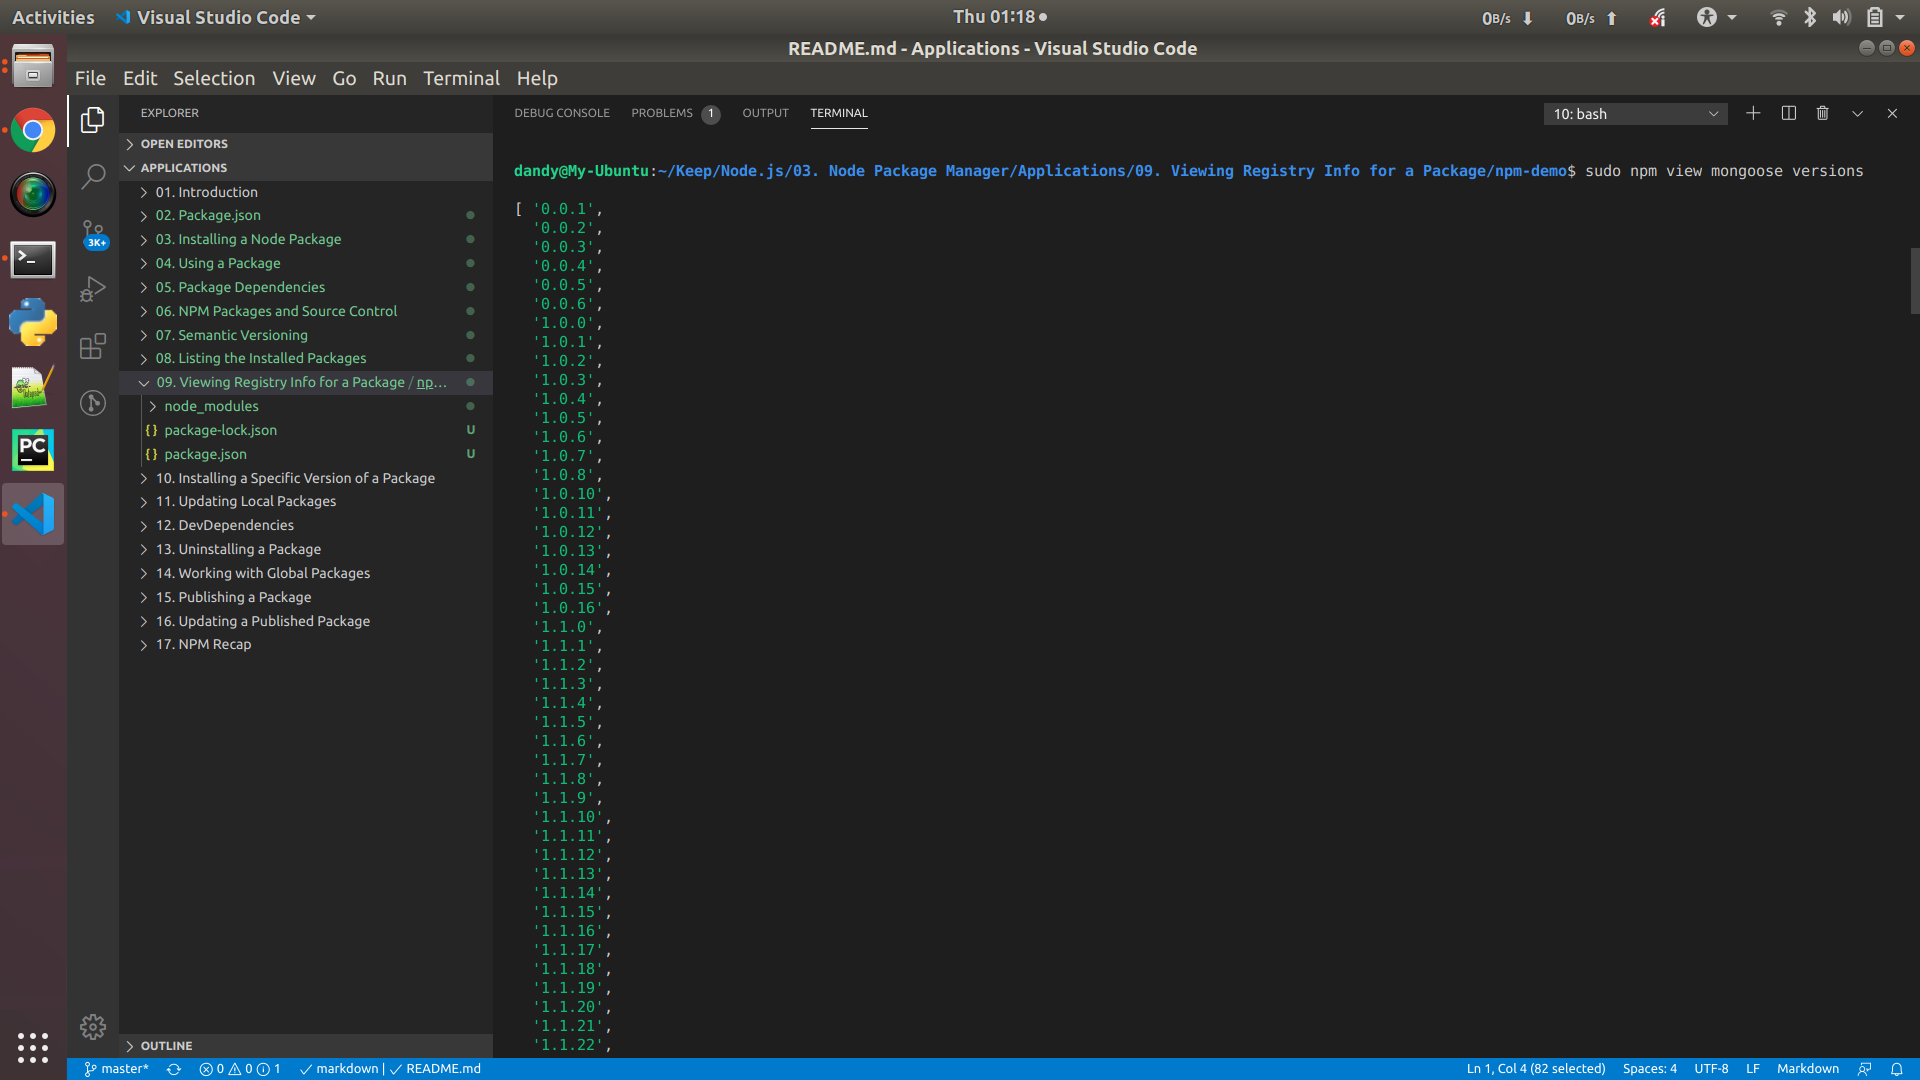 Activities
Visual Studio Code
Thu 01:18
0B/s
0B/s
README.md - Applications - Visual Studio Code
File Edit Selection View Go Run Terminal Help
EXPLORER
OPEN EDITORS
APPLICATIONS
01. Introduction
02. Package.json
03. Installing a Node Package
04. Using a Package
05. Package Dependencies
06. NPM Packages and Source Control
07. Semantic Versioning
08. Listing the Installed Packages
09. Viewing Registry Info for a Package / np...
node_modules
{} package-lock.json U
{} package.json U
10. Installing a Specific Version of a Package
11. Updating Local Packages
12. DevDependencies
13. Uninstalling a Package
14. Working with Global Packages
15. Publishing a Package
16. Updating a Published Package
17. NPM Recap
OUTLINE
3K+
PC
DEBUG CONSOLE PROBLEMS 1 OUTPUT TERMINAL
10: bash
dandy@My-Ubuntu:~/Keep/Node.js/03. Node Package Manager/Applications/09. Viewing Registry Info for a Package/npm-demo$ sudo npm view mongoose versions
[ '0.0.1',
'0.0.2',
'0.0.3',
'0.0.4',
'0.0.5',
'0.0.6',
'1.0.0',
'1.0.1',
'1.0.2',
'1.0.3',
'1.0.4',
'1.0.5',
'1.0.6',
'1.0.7',
'1.0.8',
'1.0.10',
'1.0.11',
'1.0.12',
'1.0.13',
'1.0.14',
'1.0.15',
'1.0.16',
'1.1.0',
'1.1.1',
'1.1.2',
'1.1.3',
'1.1.4',
'1.1.5',
'1.1.6',
'1.1.7',
'1.1.8',
'1.1.9',
'1.1.10',
'1.1.11',
'1.1.12',
'1.1.13',
'1.1.14',
'1.1.15',
'1.1.16',
'1.1.17',
'1.1.18',
'1.1.19',
'1.1.20',
'1.1.21',
'1.1.22',
master* 0 0 1 markdown | README.md
Ln 1, Col 4 (82 selected) Spaces: 4 UTF-8 LF Markdown